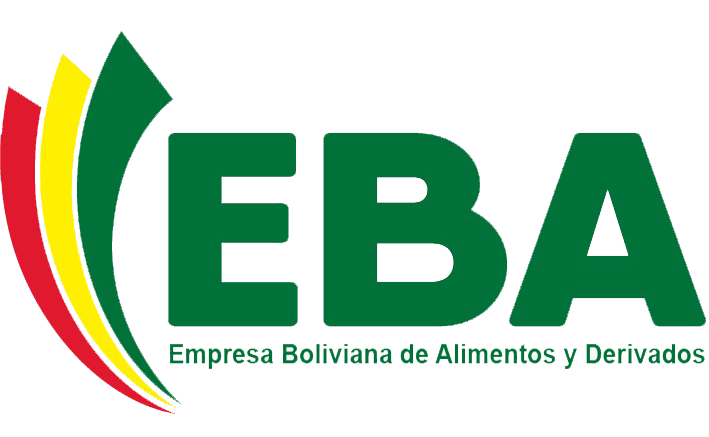 EBA
Empresa Boliviana de Alimentos y Derivados